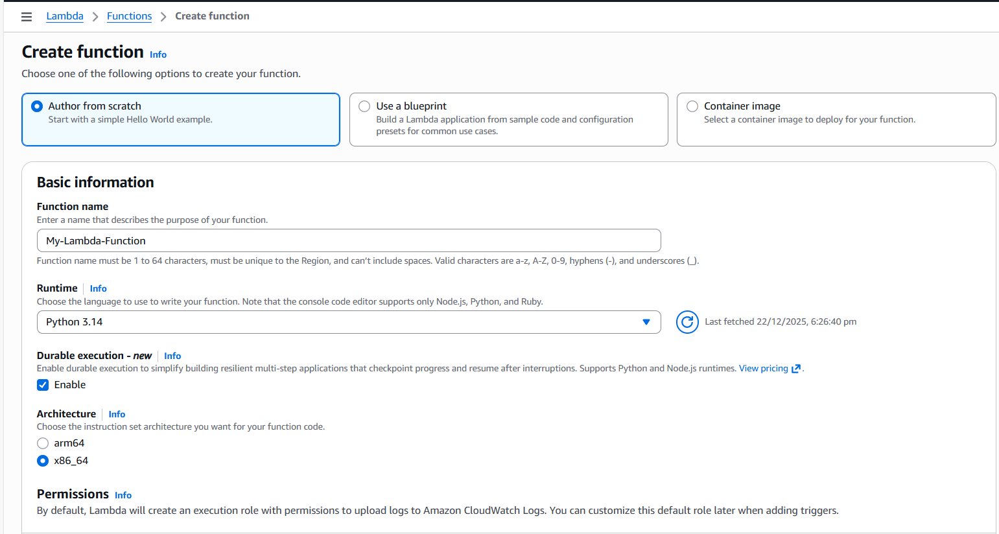 Lambda > Functions > Create function
Create function Info
Choose one of the following options to create your function.
Author from scratch
Start with a simple Hello World example.
Use a blueprint
Build a Lambda application from sample code and configuration
presets for common use cases.
Container image
Select a container image to deploy for your function.
Basic information
Function name
Enter a name that describes the purpose of your function.
My-Lambda-Function
Function name must be 1 to 64 characters, must be unique to the Region, and can’t include spaces. Valid characters are a-z, A-Z, 0-9, hyphens (-), and underscores (_).
Runtime Info
Choose the language to use to write your function. Note that the console code editor supports only Node.js, Python, and Ruby.
Python 3.14
Last fetched 22/12/2025, 6:26:40 pm
Durable execution - new Info
Enable durable execution to simplify building resilient multi-step applications that checkpoint progress and resume after interruptions. Supports Python and Node.js runtimes. View pricing .
Enable
Architecture Info
Choose the instruction set architecture you want for your function code.
arm64
x86_64
Permissions Info
By default, Lambda will create an execution role with permissions to upload logs to Amazon CloudWatch Logs. You can customize this default role later when adding triggers.